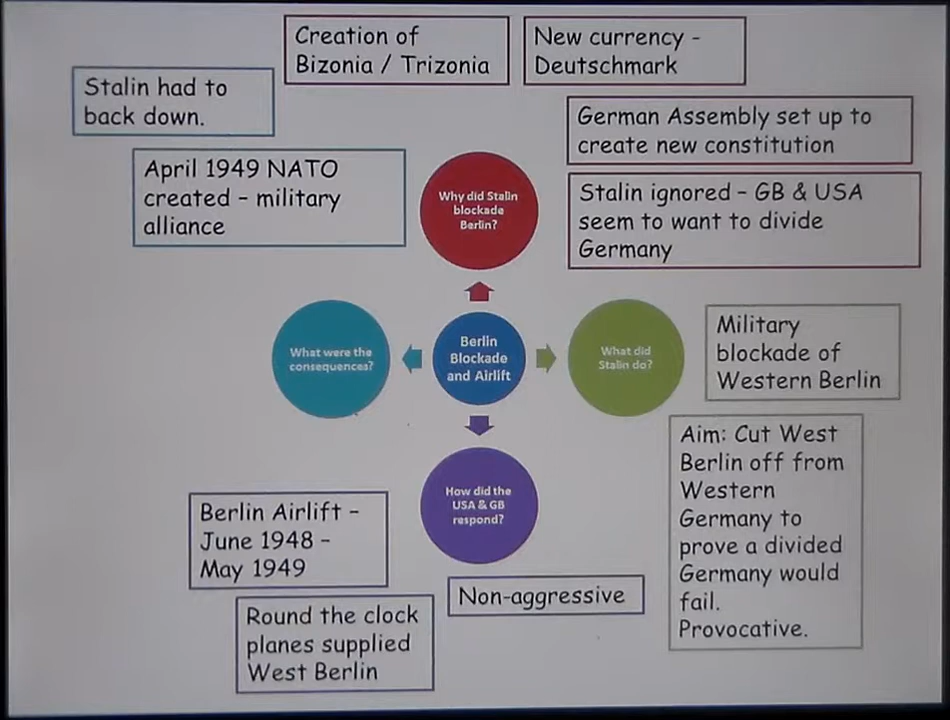 Creation of
Bizonia / Trizonia
New currency -
Deutschmark
Stalin had to
back down.
German Assembly set up to
create new constitution
April 1949 NATO
created – military
alliance
Why did Stalin
blockade
Berlin?
Stalin ignored – GB & USA
seem to want to divide
Germany
What were the
consequences?
Berlin
Blockade
and Airlift
What did
Stalin do?
Military
blockade of
Western Berlin
Aim: Cut West
Berlin off from
Western
Germany to
prove a divided
Germany would
fail.
Provocative.
How did the
USA & GB
respond?
Berlin Airlift –
June 1948 –
May 1949
Non-aggressive
Round the clock
planes supplied
West Berlin